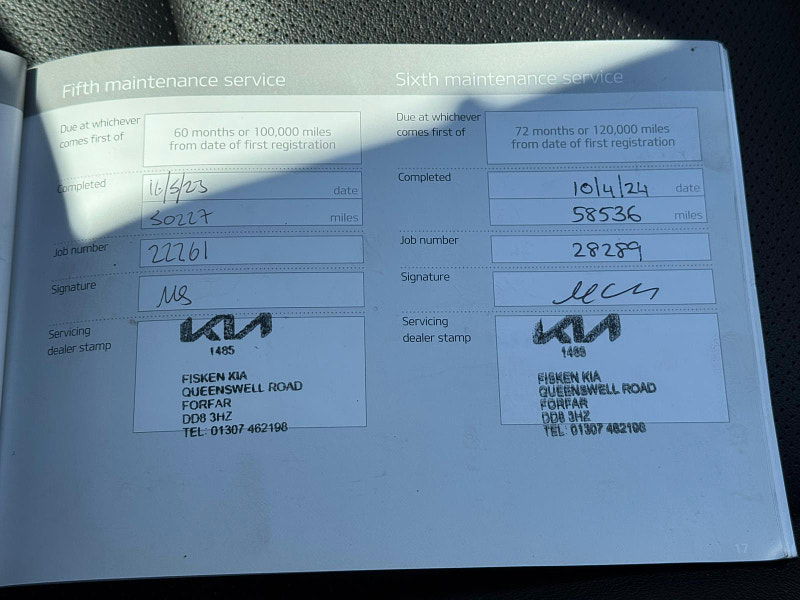 Fifth maintenance service
Due at whichever comes first of
60 months or 100,000 miles
from date of first registration
Completed
16/5/23 date
50227 miles
Job number
22261
Signature
Servicing
dealer stamp
KIA
1485
FISKEN KIA
QUEENSWELL ROAD
FORFAR
DD8 3HZ
TEL: 01307 462198
Sixth maintenance service
Due at whichever comes first of
72 months or 120,000 miles
from date of first registration
Completed
10/4/24 date
58536 miles
Job number
28289
Signature
Servicing
dealer stamp
KIA
1485
FISKEN KIA
QUEENSWELL ROAD
FORFAR
DD8 3HZ
TEL: 01307 462198
17